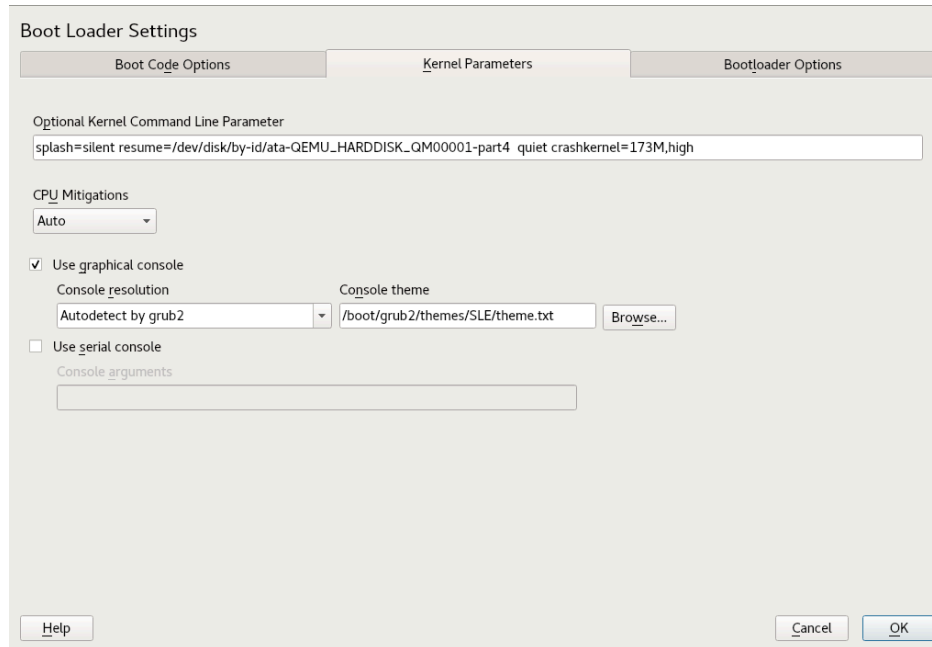 Boot Loader Settings
Boot Code Options Kernel Parameters Bootloader Options
Optional Kernel Command Line Parameter
splash=silent resume=/dev/disk/by-id/ata-QEMU_HARDDISK_QM00001-part4  quiet crashkernel=173M,high
CPU Mitigations
Auto
Use graphical console
Console resolution Console theme
Autodetect by grub2 /boot/grub2/themes/SLE/theme.txt Browse...
Use serial console
Console arguments
Help Cancel OK